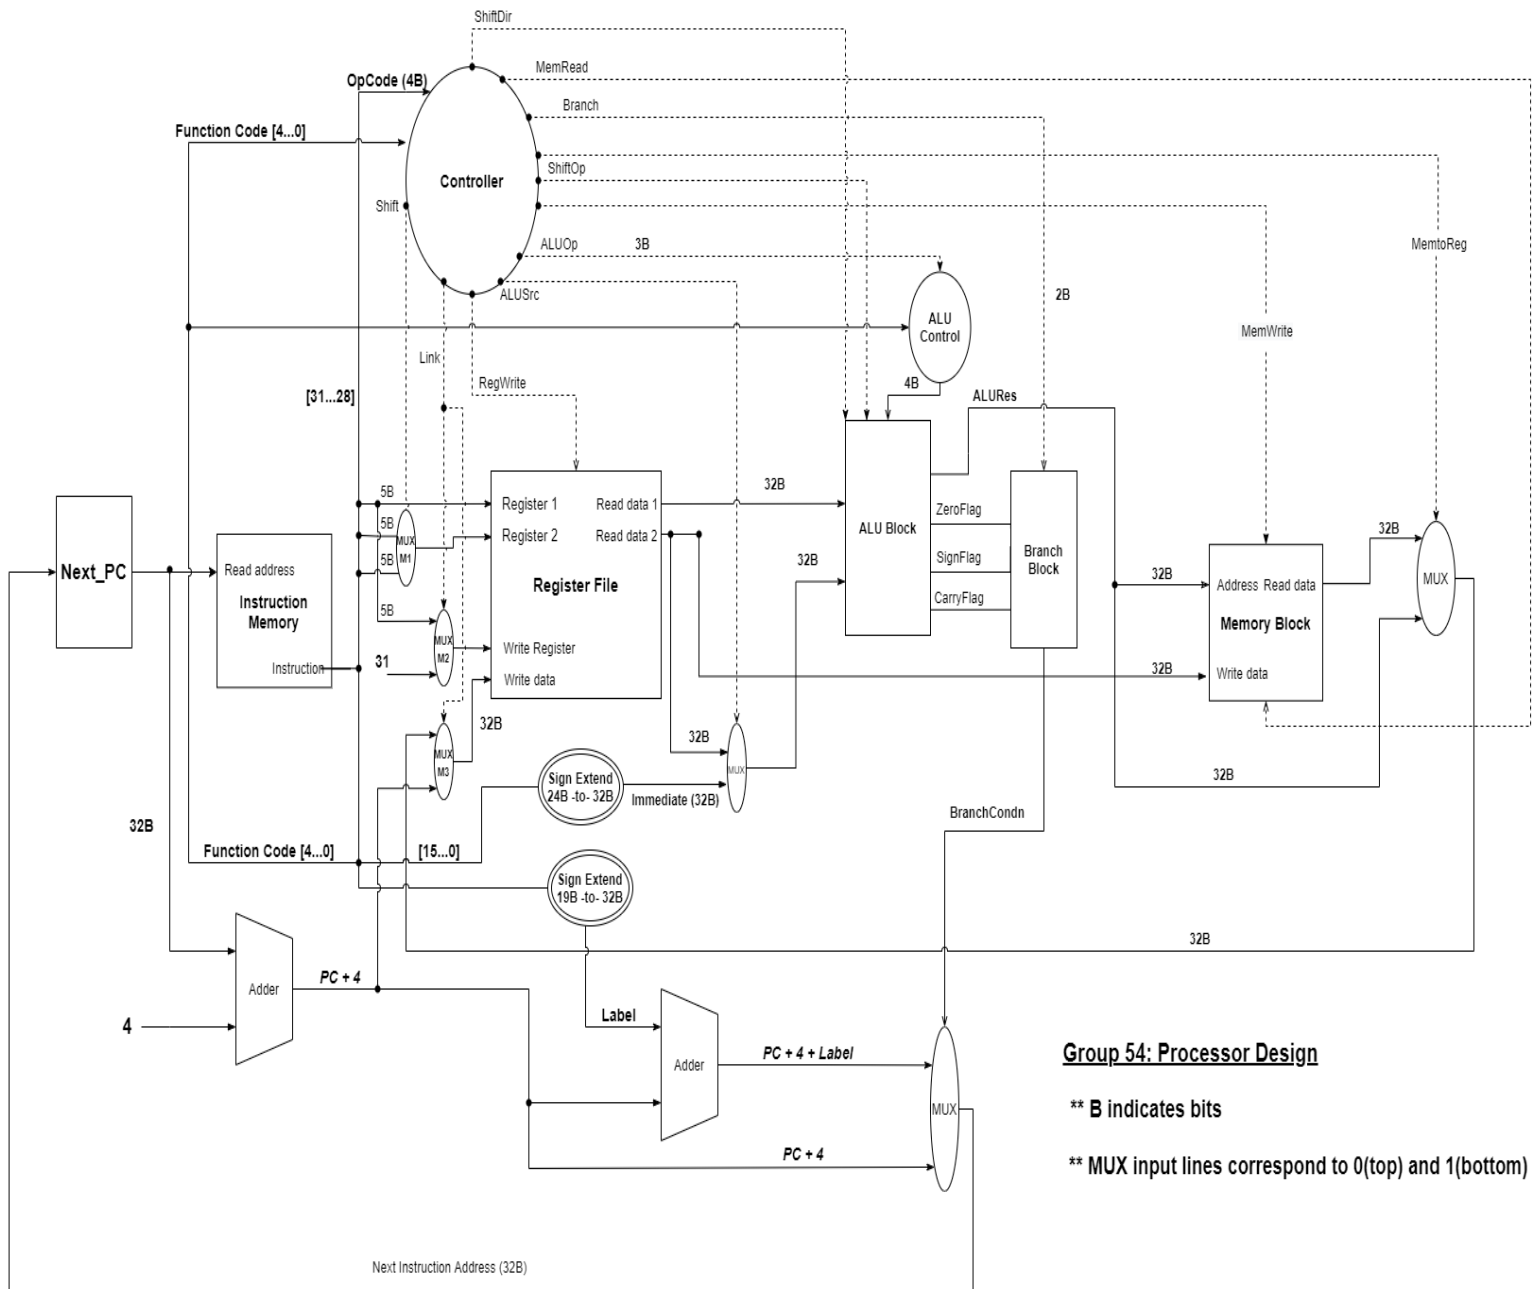 ShiftDir
MemRead
OpCode (4B)
Branch
Function Code [4...0]
ShiftOp
Controller
Shift
ALUOp
3B
MemtoReg
ALUSrc
2B
ALU
Control
MemWrite
Link
RegWrite
4B
[31...28]
ALURes
5B
Register 1
Read data 1
32B
ZeroFlag
5B
MUX
M1
Register 2
Read data 2
ALU Block
32B
Branch
Block
SignFlag
32B
Next_PC
Read address
5B
Register File
32B
Address
Read data
MUX
Instruction
Memory
CarryFlag
5B
Memory Block
MUX
M2
Write Register
31
Instruction
Write data
32B
Write data
32B
32B
MUX
M3
MUX
Sign Extend
24B -to- 32B
Immediate (32B)
32B
BranchCondn
32B
Function Code [4...0]
[15...0]
Sign Extend
19B -to- 32B
32B
Adder
PC + 4
4
Label
Adder
PC + 4 + Label
MUX
PC + 4
Group 54: Processor Design
** B indicates bits
** MUX input lines correspond to 0(top) and 1(bottom)
Next Instruction Address (32B)